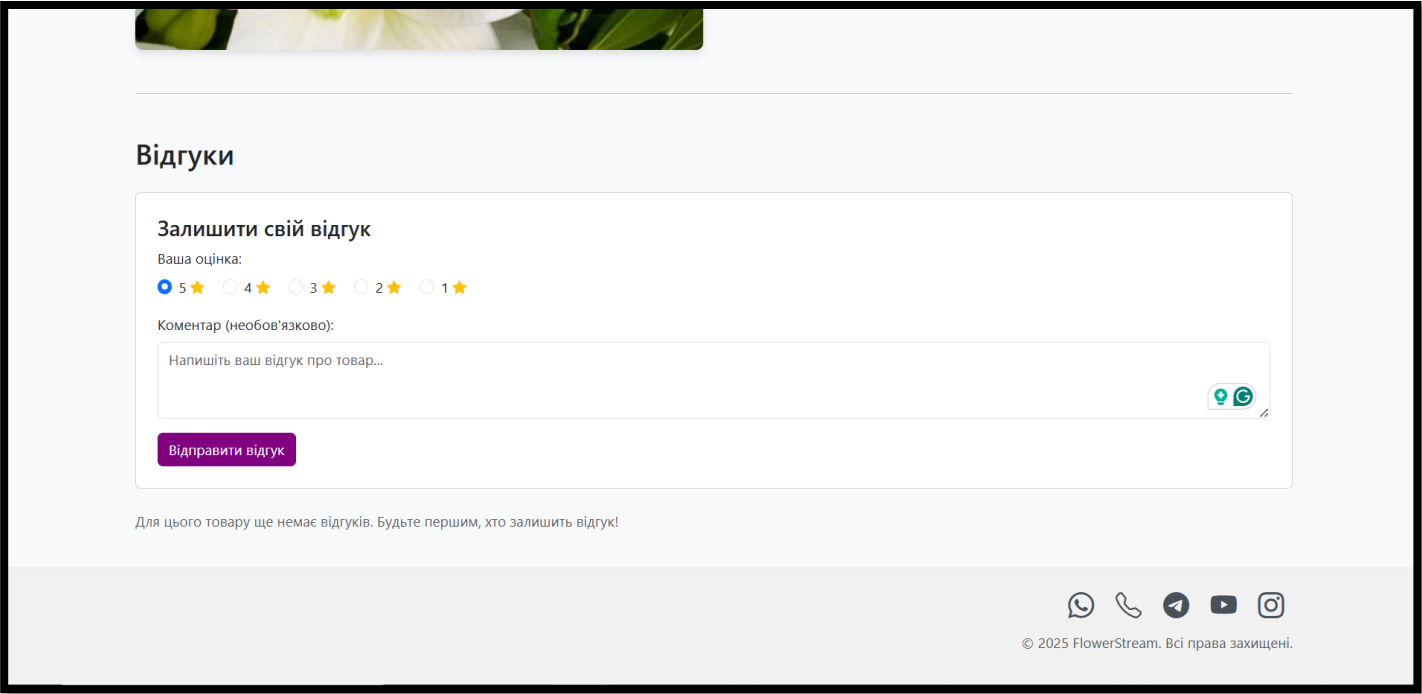 Відгуки
Залишити свій відгук
Ваша оцінка:
5 4 3 2 1
Коментар (необов'язково):
Напишіть ваш відгук про товар...
Відправити відгук
Для цього товару ще немає відгуків. Будьте першим, хто залишить відгук!
© 2025 FlowerStream. Всі права захищені.